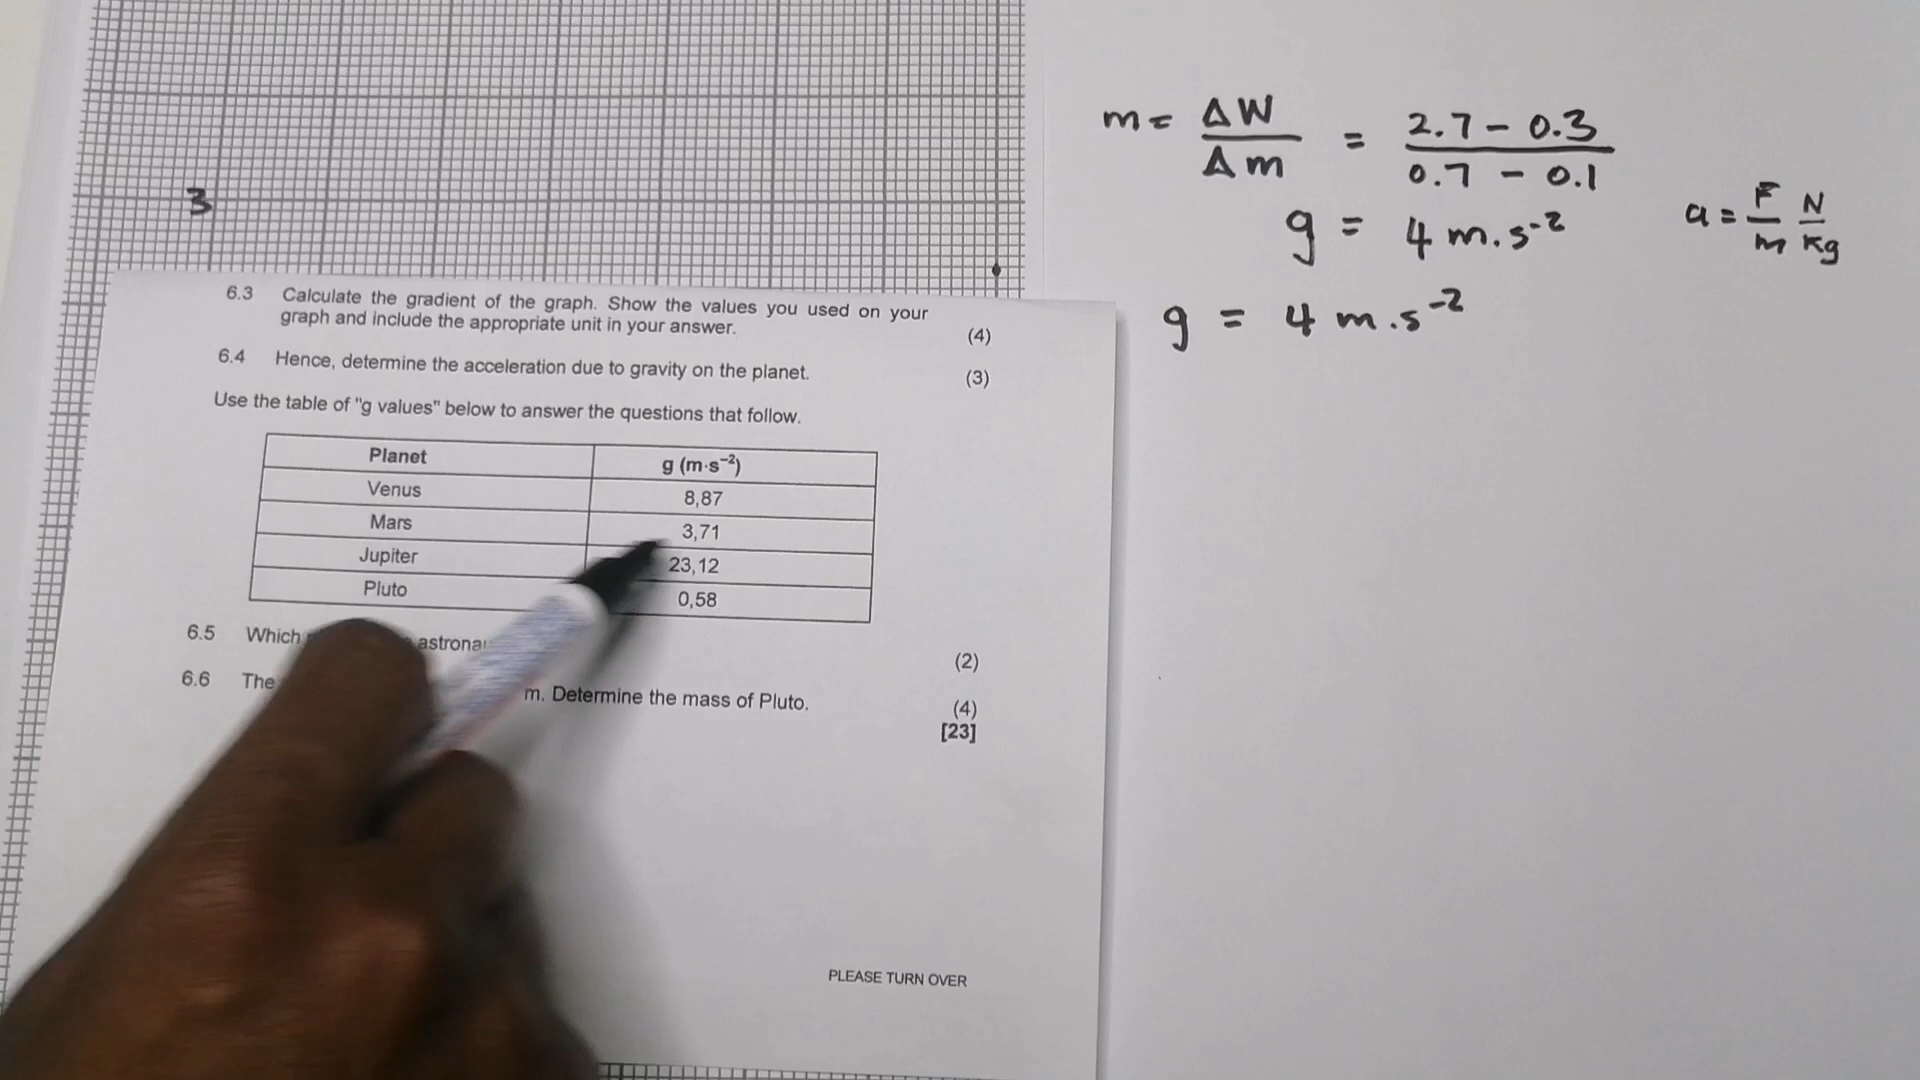 3
6.3 Calculate the gradient of the graph. Show the values you used on your
graph and include the appropriate unit in your answer. (4)
6.4 Hence, determine the acceleration due to gravity on the planet. (3)
Use the table of "g values" below to answer the questions that follow.
Planet g (m·s⁻²)
Venus 8,87
Mars 3,71
Jupiter 23,12
Pluto 0,58
6.5 Which (2)
6.6 The m. Determine the mass of Pluto. (4)
[23]
PLEASE TURN OVER
m = ΔW/Δm = 2.7 - 0.3/0.7 - 0.1
g = 4 m.s⁻²
a = F/m N/kg
g = 4 m.s⁻²